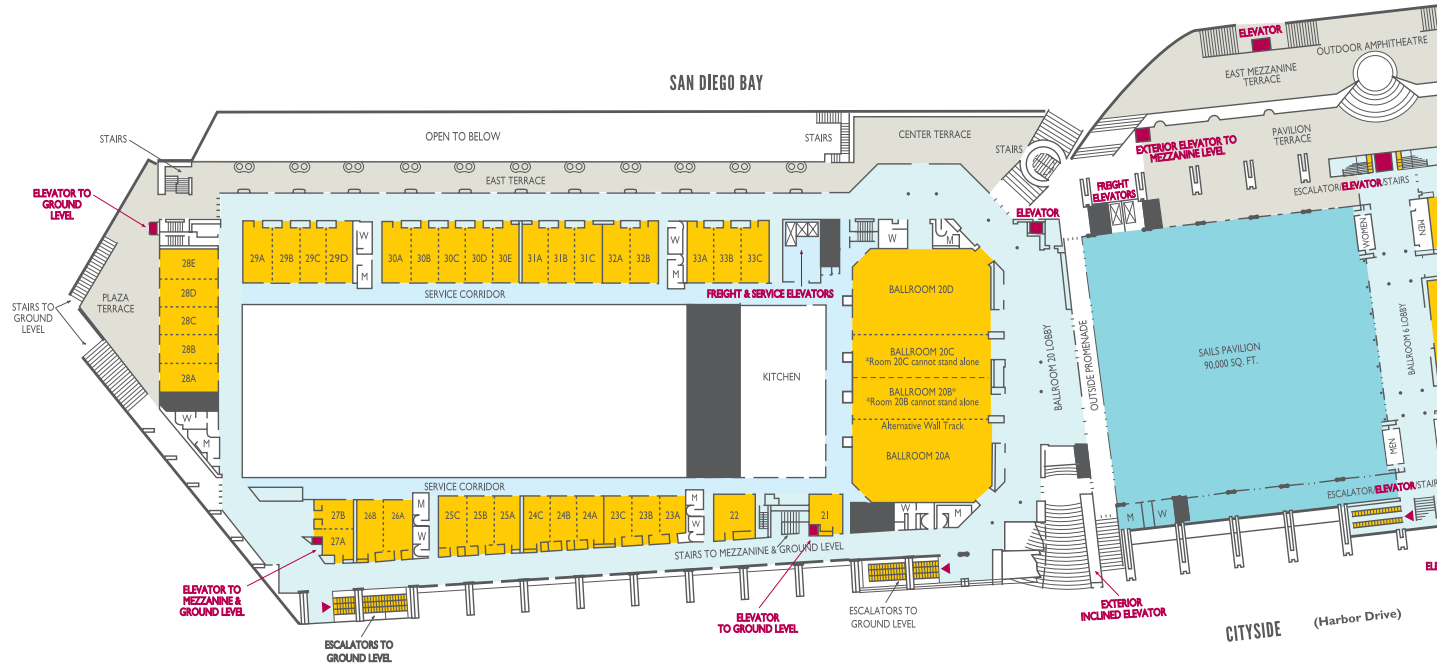 SAN DIEGO BAY
ELEVATOR
OUTDOOR AMPHITHEATRE
EAST MEZZANINE
TERRACE
STAIRS
OPEN TO BELOW
STAIRS
CENTER TERRACE
STAIRS
EXTERIOR ELEVATOR TO
MEZZANINE LEVEL
PAVILION
TERRACE
EAST TERRACE
ELEVATOR TO
GROUND
LEVEL
FREIGHT
ELEVATORS
ESCALATOR/ELEVATOR/STAIRS
ELEVATOR
WOMEN
MEN
29A
29B
29C
29D
W
M
30A
30B
30C
30D
30E
31A
31B
31C
32A
32B
W
M
33A
33B
33C
W
M
28E
28D
28C
28B
28A
PLAZA
TERRACE
STAIRS TO
GROUND
LEVEL
SERVICE CORRIDOR
FREIGHT & SERVICE ELEVATORS
BALLROOM 20D
BALLROOM 20C
*Room 20C cannot stand alone
BALLROOM 20B*
*Room 20B cannot stand alone
Alternative Wall Track
BALLROOM 20A
KITCHEN
BALLROOM 20 LOBBY
OUTSIDE PROMENADE
SAILS PAVILION
90,000 SQ. FT.
BALLROOM 6 LOBBY
W
M
MEN
SERVICE CORRIDOR
27B
27A
26B
26A
M
W
25C
25B
25A
24C
24B
24A
23C
23B
23A
M
W
22
21
W
M
M
W
ESCALATOR/ELEVATOR/STAIR
STAIRS TO MEZZANINE & GROUND LEVEL
ELEVATOR TO
MEZZANINE &
GROUND LEVEL
ELEVATOR
TO GROUND LEVEL
ESCALATORS TO
GROUND LEVEL
EXTERIOR
INCLINED ELEVATOR
ESCALATORS TO
GROUND LEVEL
CITYSIDE
(Harbor Drive)